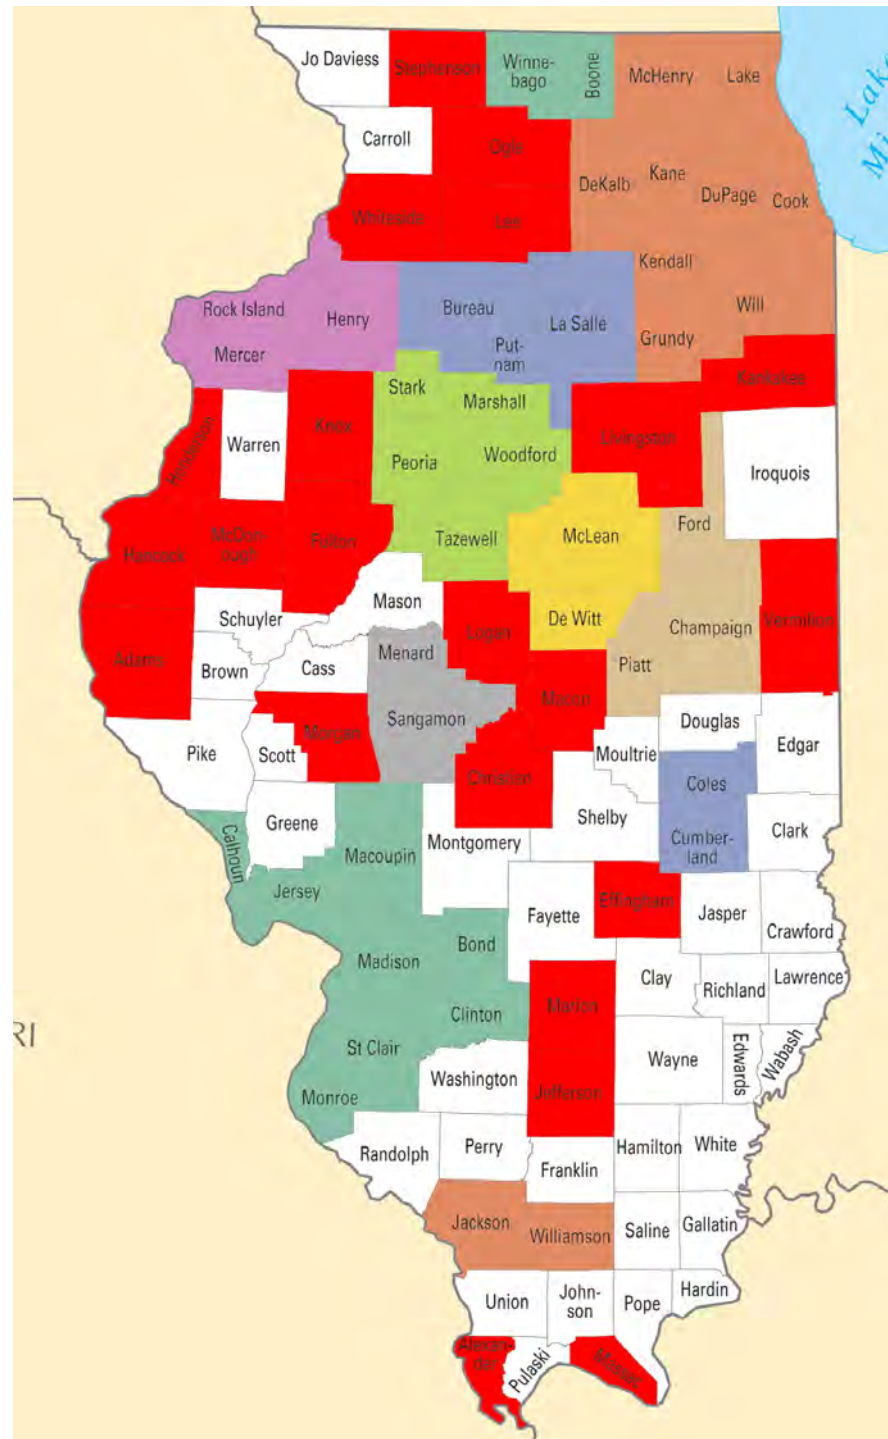 Jo Daviess
Stephenson
Winne-
bago
Boone
McHenry
Lake
Lake
Mi
Carroll
Ogle
DeKalb
Kane
DuPage
Cook
Whiteside
Lee
Kendall
Rock Island
Henry
Bureau
La Salle
Will
Mercer
Put-
nam
Grundy
Stark
Marshall
Kankakee
Henderson
Warren
Knox
Peoria
Woodford
Livingston
Iroquois
Hancock
McDon-
ough
Fulton
Tazewell
McLean
Ford
Schuyler
Mason
Logan
De Witt
Champaign
Vermilion
Adams
Brown
Cass
Menard
Piatt
Macon
Pike
Scott
Morgan
Sangamon
Christian
Moultrie
Douglas
Edgar
Coles
Calhoun
Greene
Macoupin
Montgomery
Shelby
Cumber-
land
Clark
Jersey
Fayette
Effingham
Jasper
Crawford
Madison
Bond
Clay
Richland
Lawrence
RI
St Clair
Clinton
Marion
Wayne
Edwards
Wabash
Monroe
Washington
Jefferson
Randolph
Perry
Franklin
Hamilton
White
Jackson
Williamson
Saline
Gallatin
Union
John-
son
Pope
Hardin
Alexan-
der
Pulaski
Massac